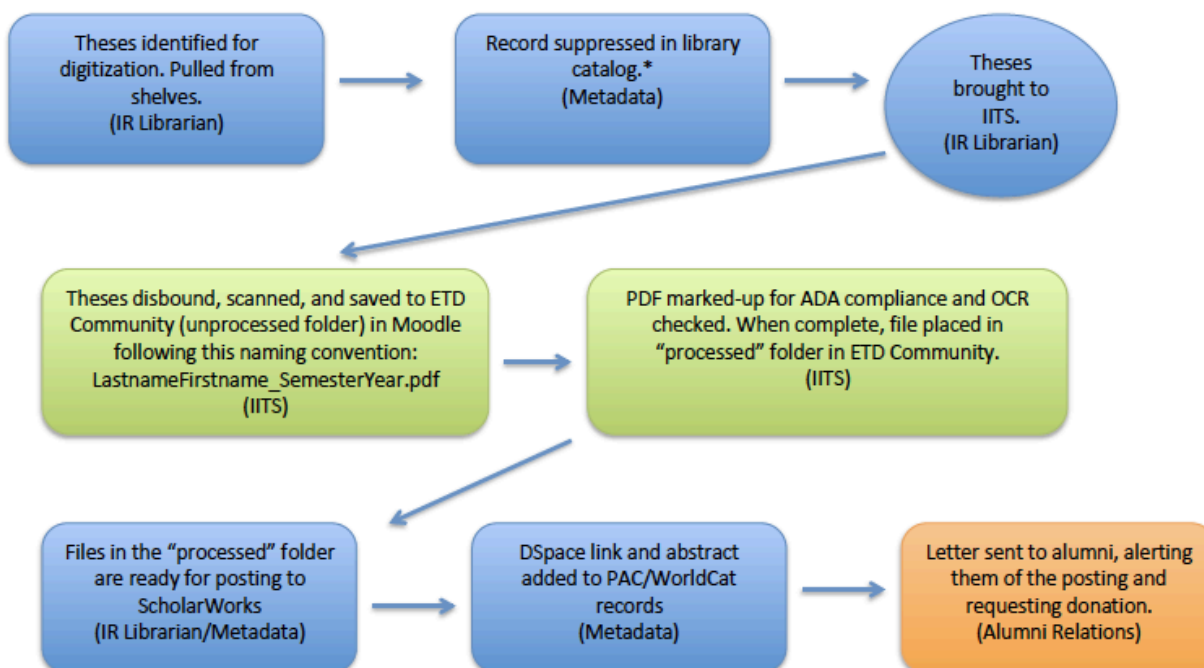 Theses identified for
digitization. Pulled from
shelves.
(IR Librarian)
Record suppressed in library
catalog.*
(Metadata)
Theses
brought to
IITS.
(IR Librarian)
Theses disbound, scanned, and saved to ETD
Community (unprocessed folder) in Moodle
following this naming convention:
LastnameFirstname_SemesterYear.pdf
(IITS)
PDF marked-up for ADA compliance and OCR
checked. When complete, file placed in
“processed” folder in ETD Community.
(IITS)
Files in the “processed” folder
are ready for posting to
ScholarWorks
(IR Librarian/Metadata)
DSpace link and abstract
added to PAC/WorldCat
records
(Metadata)
Letter sent to alumni, alerting
them of the posting and
requesting donation.
(Alumni Relations)